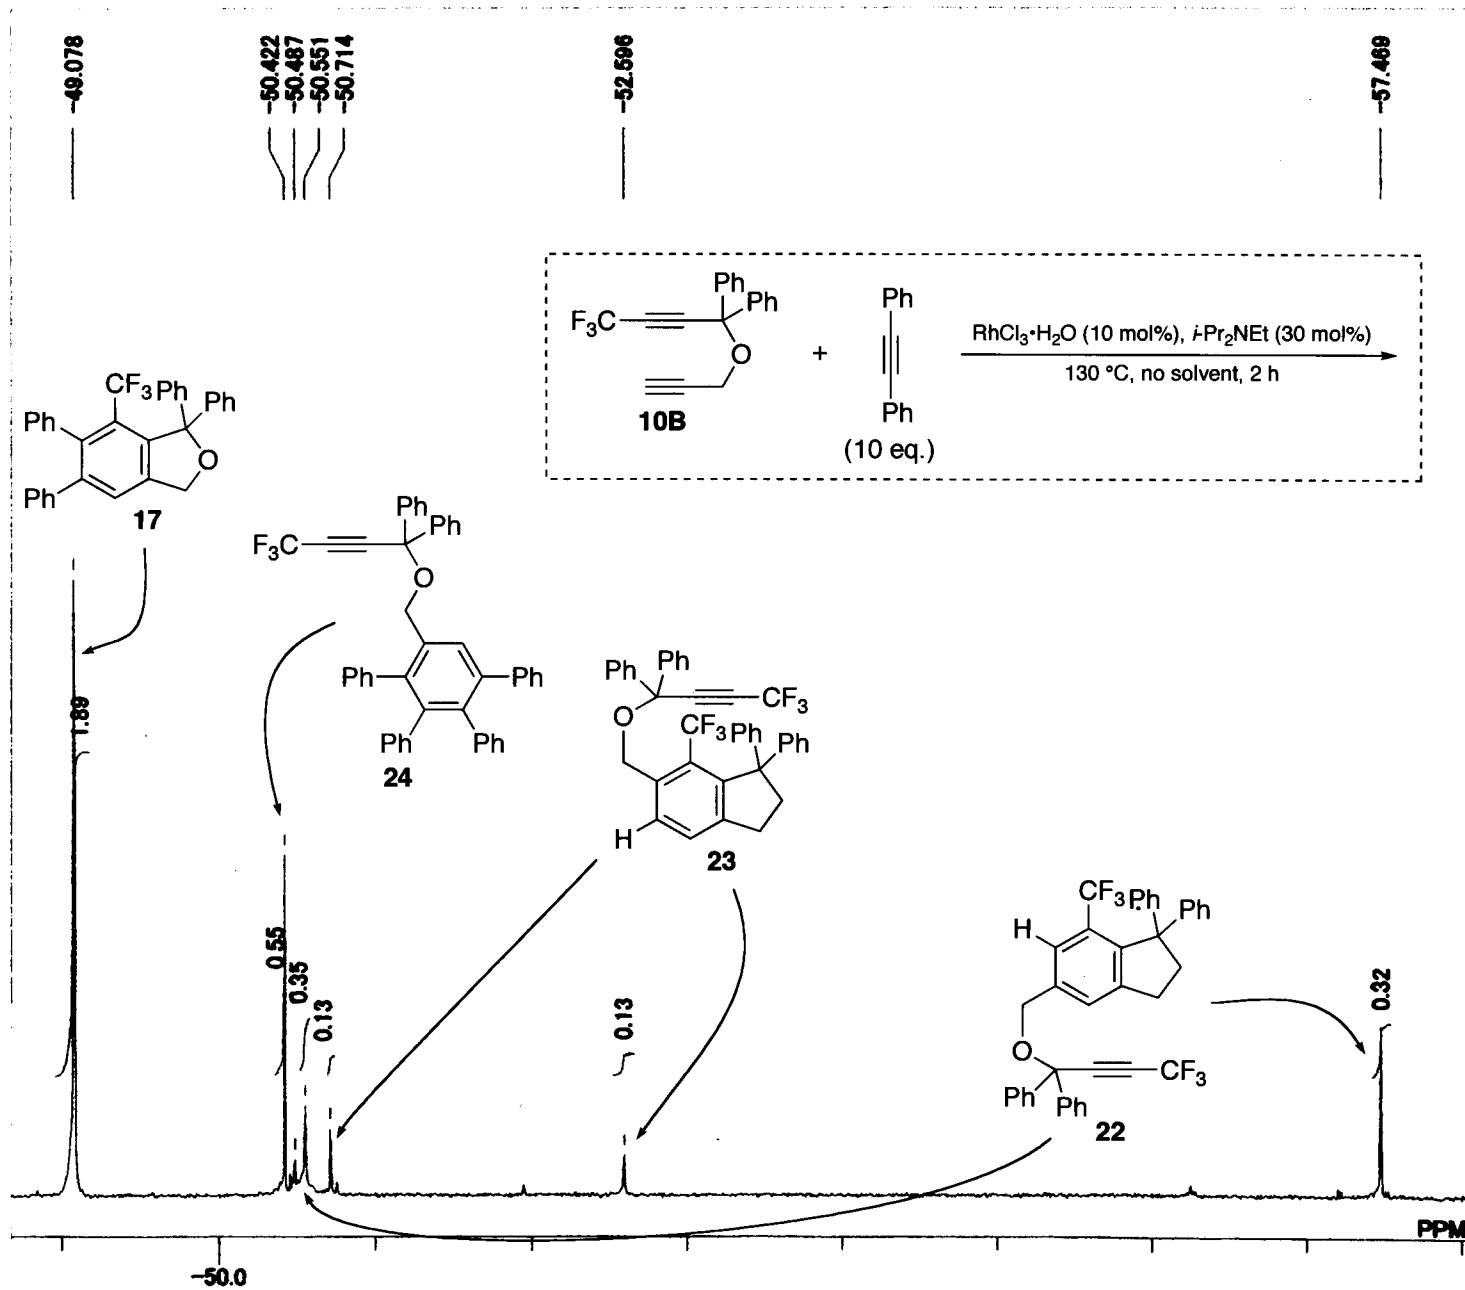 -49.078
-50.422
-50.487
-50.551
-50.714
-52.596
-57.469
Ph
Ph
F₃C
O
10B
+
Ph
Ph
(10 eq.)
RhCl₃•H₂O (10 mol%), i-Pr₂NEt (30 mol%)
130 °C, no solvent, 2 h
CF₃
Ph
Ph
Ph
O
Ph
17
Ph
Ph
F₃C
O
Ph
Ph
Ph
Ph
24
Ph
Ph
CF₃
O
CF₃
Ph
Ph
H
23
CF₃
Ph
Ph
H
O
CF₃
Ph
Ph
22
1.89
0.55
0.35
0.13
0.13
0.32
PPM
-50.0